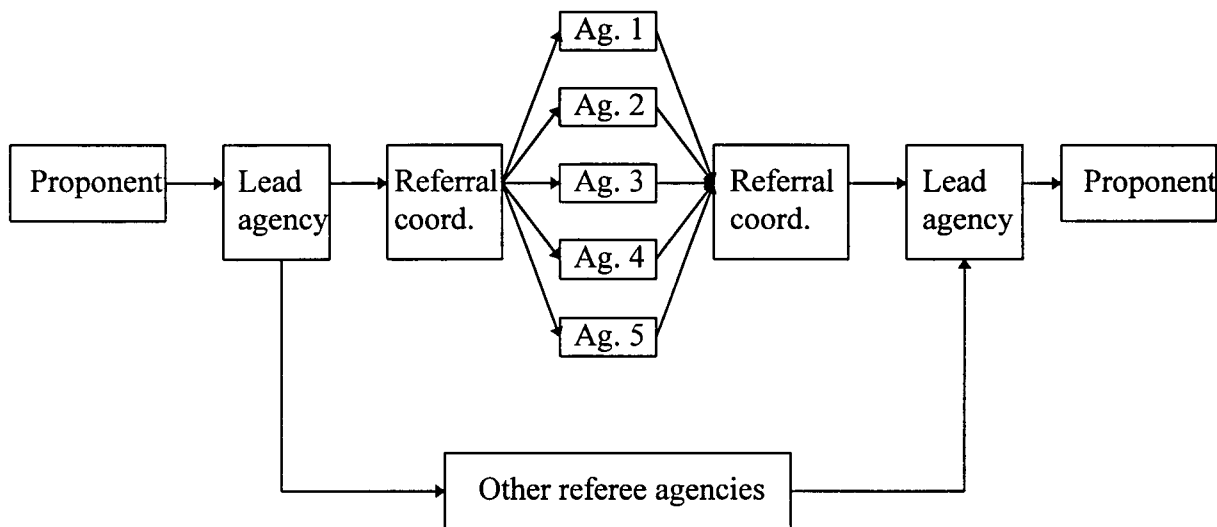 Proponent
Lead
agency
Referral
coord.
Ag. 1
Ag. 2
Ag. 3
Ag. 4
Ag. 5
Referral
coord.
Lead
agency
Proponent
Other referee agencies